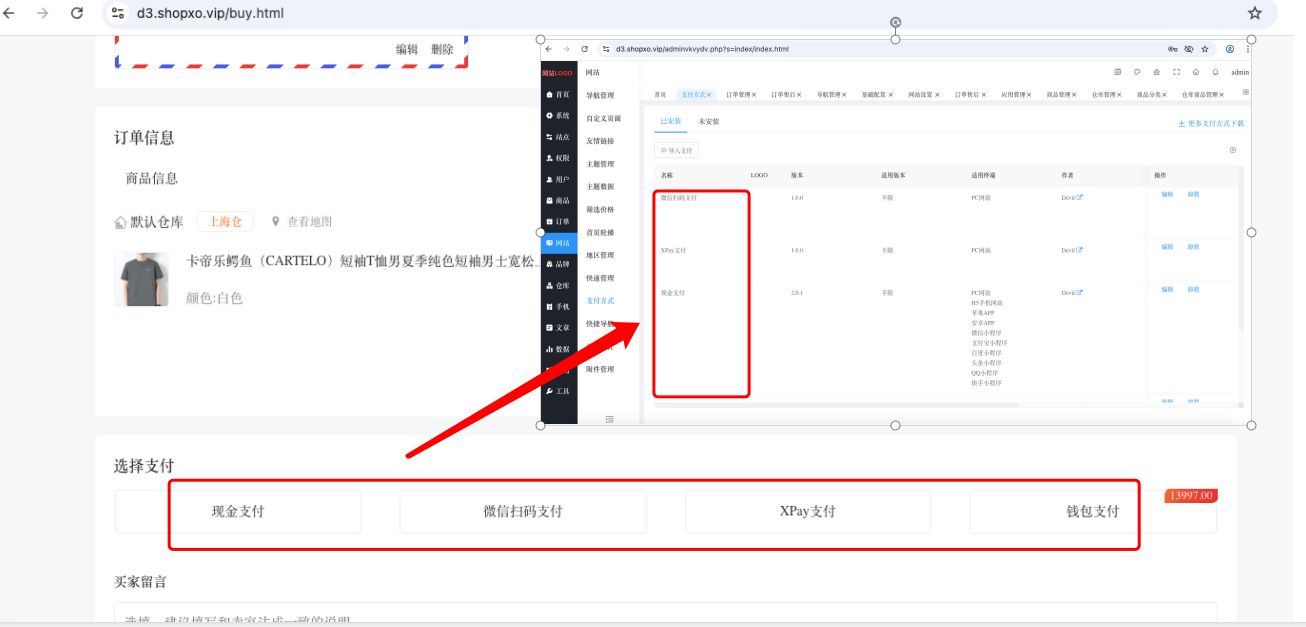 d3.shopxo.vip/buy.html
编辑 删除
订单信息
商品信息
默认仓库 上海仓 查看地图
卡帝乐鳄鱼（CARTELO）短袖T恤男夏季纯色短袖男士宽松
颜色:白色
d3.shopxo.vip/adminvkvydv.php?s=index/index.html
网站LOGO
首页
系统
站点
权限
用户
商品
订单
网站
品牌
仓库
手机
文章
数据
工具
网站
导航管理
自定义页面
友情链接
主题管理
主题数据
筛选价格
首页轮播
地区管理
快递管理
支付方式
快捷导航
附件管理
admin
首页 支付方式 订单管理 订单售后 导航管理 基础配置 网站设置 订单售后 应用管理 商品管理 仓库管理 商品分类 仓库商品管理
已安装 未安装 更多支付方式下载
导入支付
名称 LOGO 版本 适用版本 适用终端 作者 操作
微信扫码支付 1.0.0 不限 PC网站 Devil 编辑 卸载
XPay支付 1.0.0 不限 PC网站 Devil 编辑 卸载
现金支付 2.0.1 不限 PC网站 Devil 编辑 卸载
H5手机网站
苹果APP
安卓APP
微信小程序
支付宝小程序
百度小程序
头条小程序
QQ小程序
快手小程序
选择支付
现金支付 微信扫码支付 XPay支付 钱包支付 13997.00
买家留言
选填，建议填写和卖家达成一致的说明